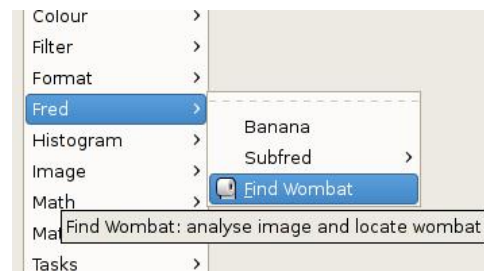 Colour
Filter
Format
Fred
Histogram
Image
Math
Tasks
Banana
Subfred
Find Wombat
Find Wombat: analyse image and locate wombat